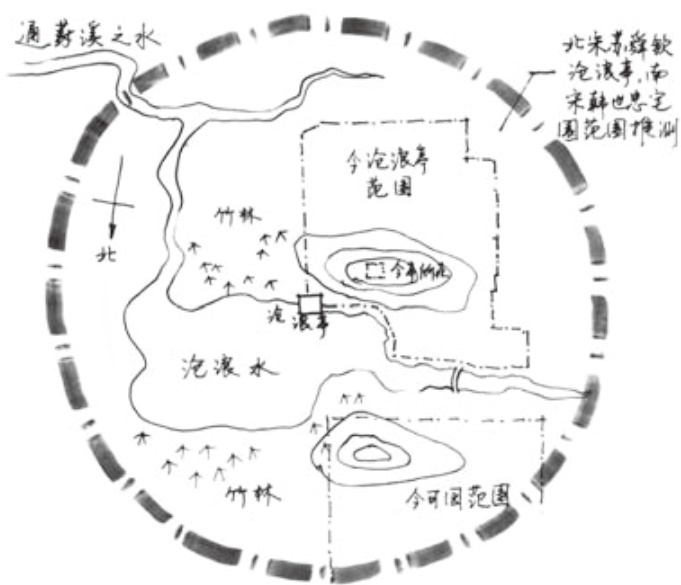 通葑溪之水
北宋苏舜钦
沧浪亭、南
宋韩世忠宅
园范围推测
今沧浪亭
范围
北
竹林
今亭所在
沧浪亭
沧浪水
竹林
今可园范围